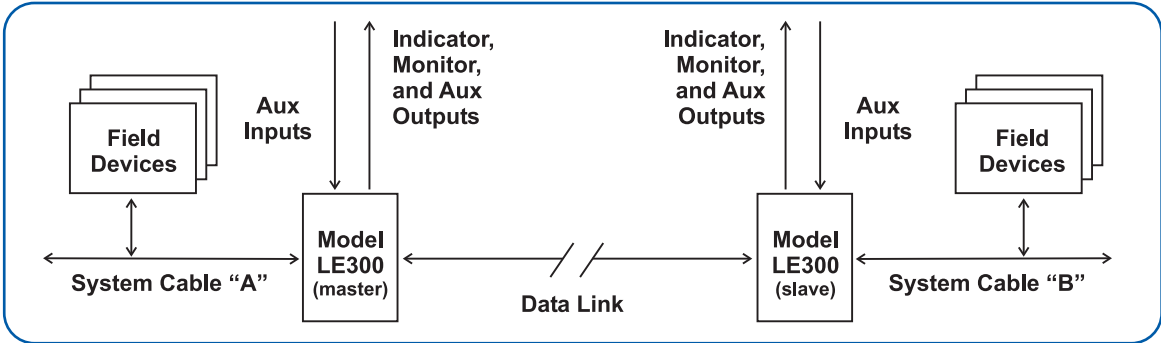 Indicator,
Monitor,
and Aux
Outputs
Aux
Inputs
Field
Devices
Model
LE300
(master)
System Cable “A”
Data Link
Indicator,
Monitor,
and Aux
Outputs
Aux
Inputs
Field
Devices
Model
LE300
(slave)
System Cable “B”